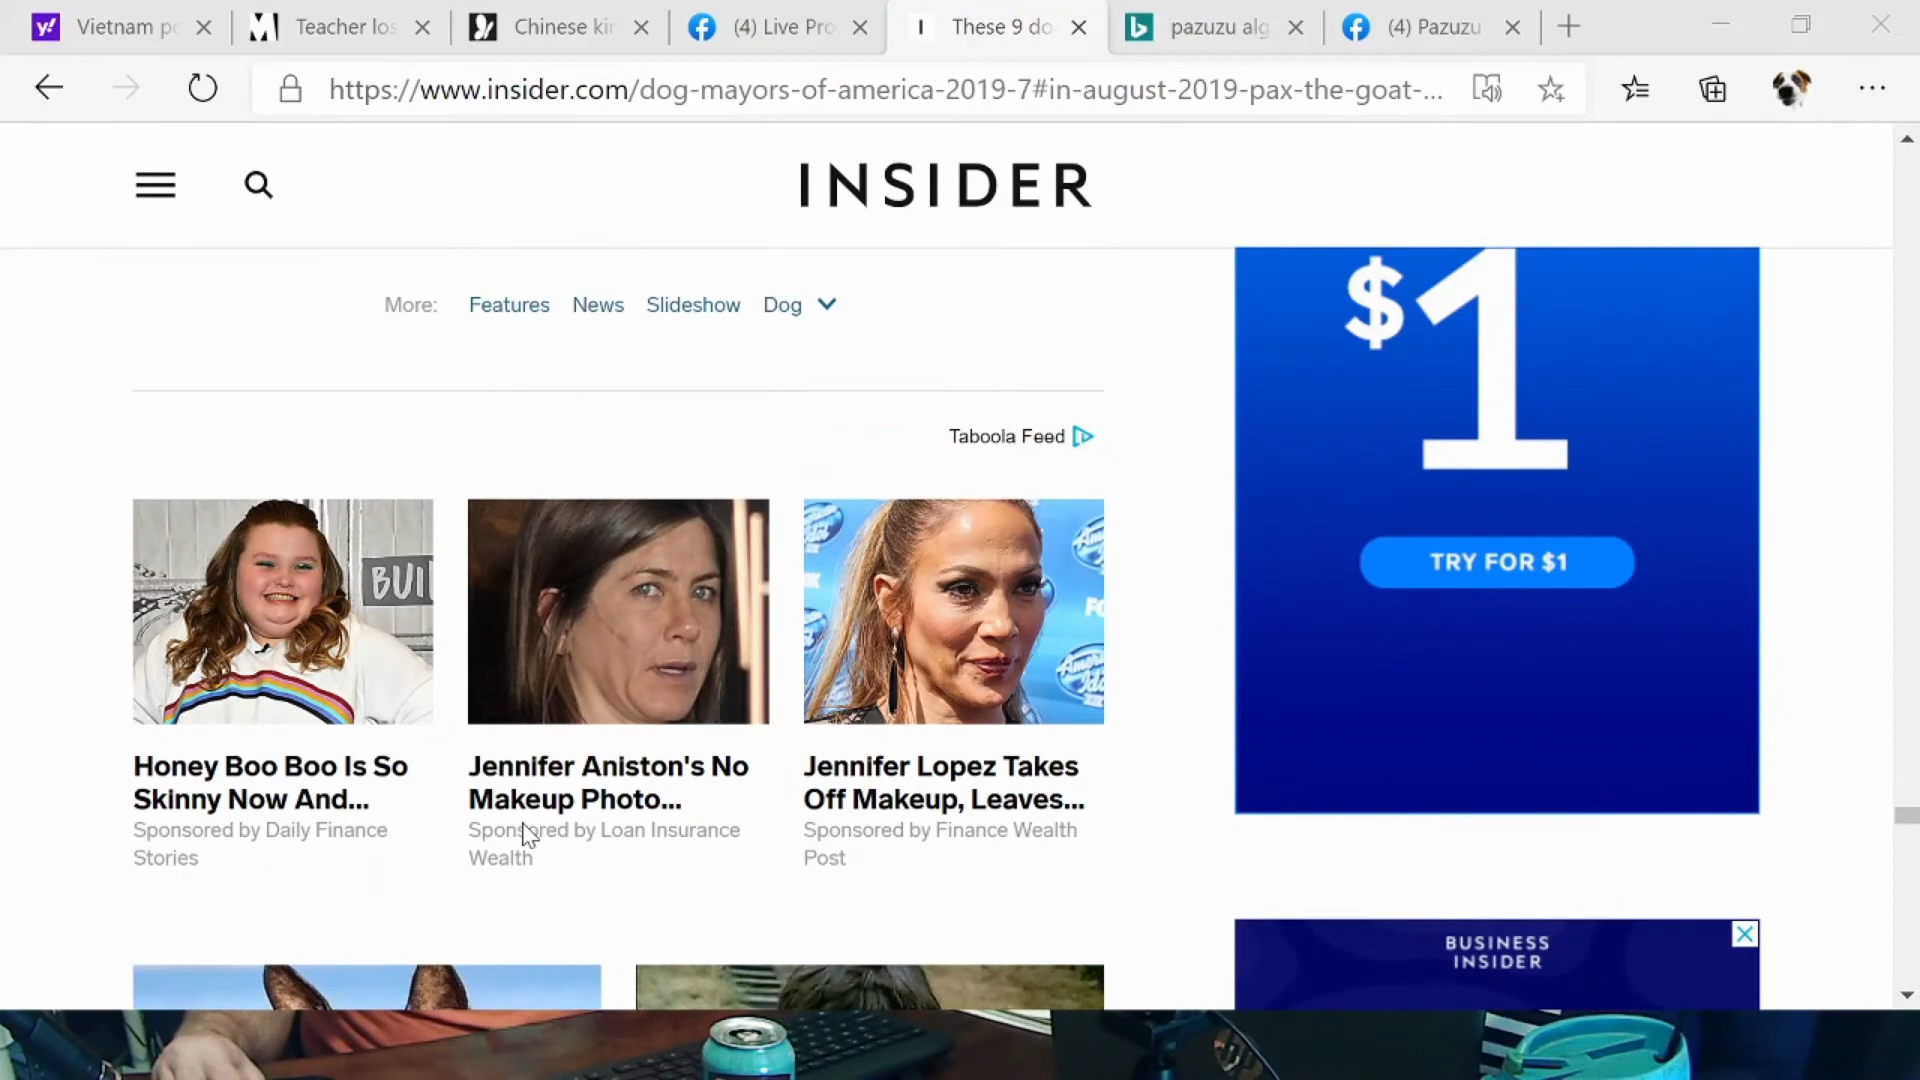 Vietnam po
Teacher los
Chinese kin
(4) Live Pro
These 9 do
pazuzu alg
(4) Pazuzu
https://www.insider.com/dog-mayors-of-america-2019-7#in-august-2019-pax-the-goat-...
INSIDER
More: Features News Slideshow Dog
$1
TRY FOR $1
Taboola Feed
BUIL
Honey Boo Boo Is So
Skinny Now And...
Sponsored by Daily Finance
Stories
Jennifer Aniston's No
Makeup Photo...
Sponsored by Loan Insurance
Wealth
Jennifer Lopez Takes
Off Makeup, Leaves...
Sponsored by Finance Wealth
Post
BUSINESS
INSIDER